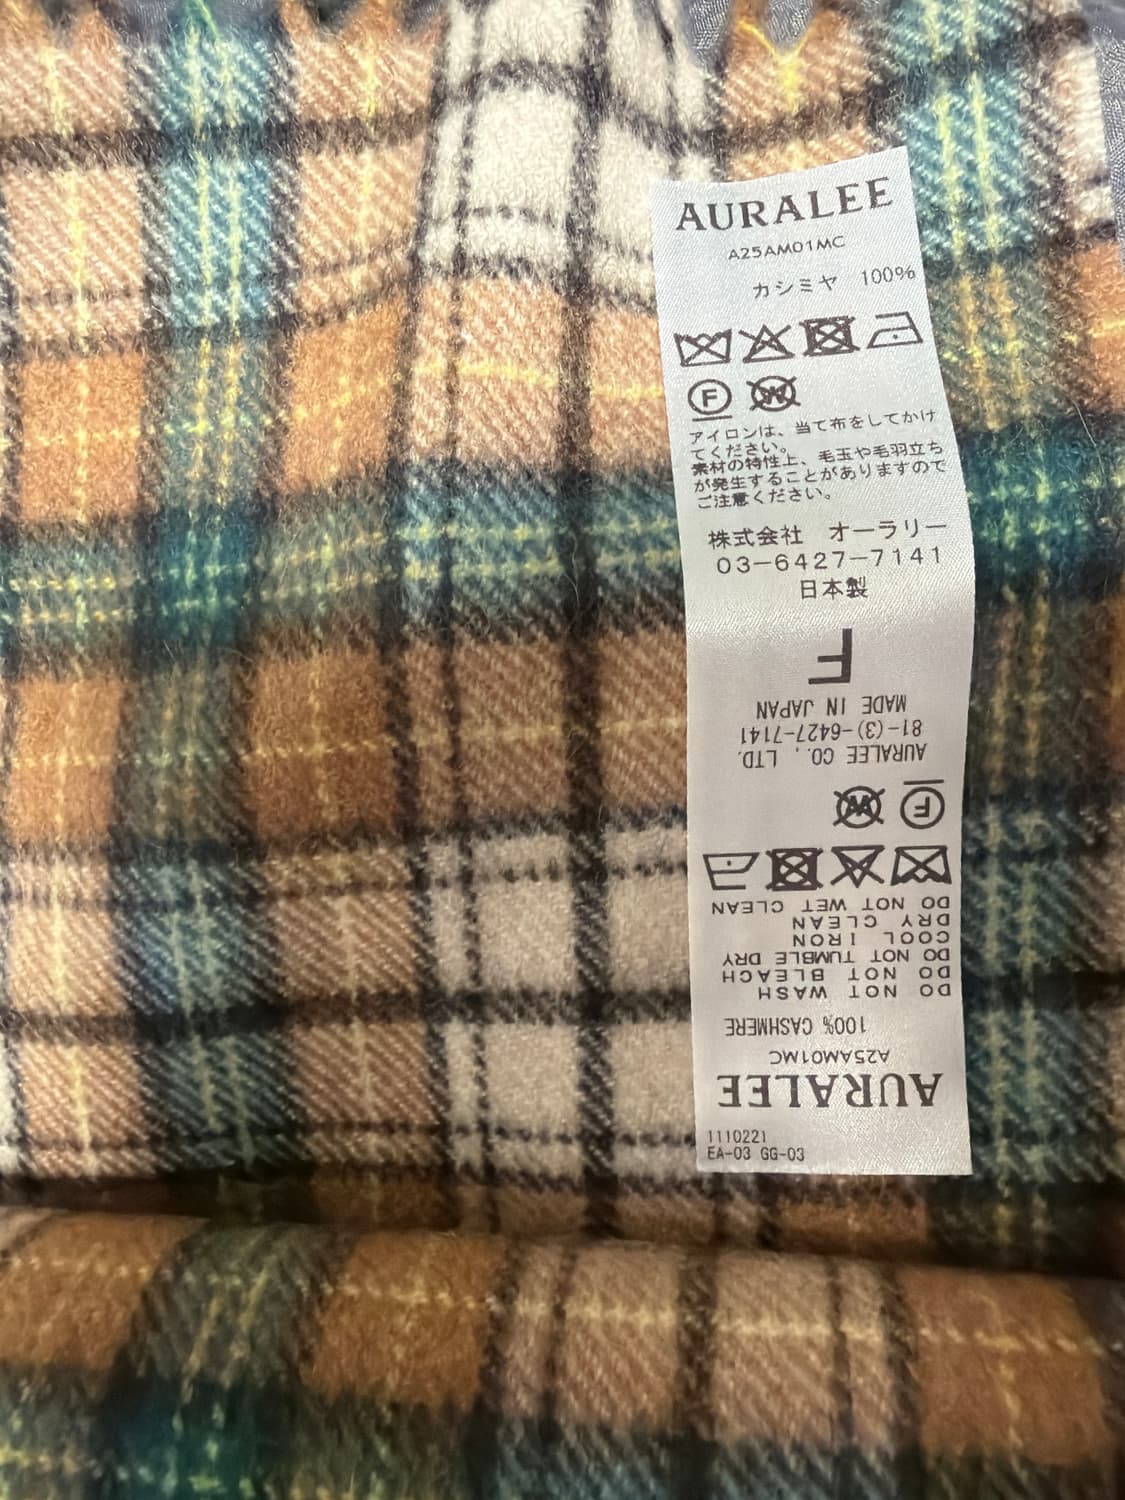 AURALEE
A25AM01MC
カシミヤ 100%
F
W
アイロンは、当て布をしてかけ
てください。
素材の特性上、毛玉や毛羽立ち
が発生することがありますので
ご注意ください。
株式会社 オーラリー
03-6427-7141
日本製
F
MADE IN JAPAN
81-(3)-6427-7141
AURALEE CO., LTD.
W F
DO NOT WET CLEAN
DRY CLEAN
COOL IRON
DO NOT TUMBLE DRY
DO NOT BLEACH
DO NOT WASH
100% CASHMERE
A25AM01MC
AURALEE
1110221
EA-03 GG-03